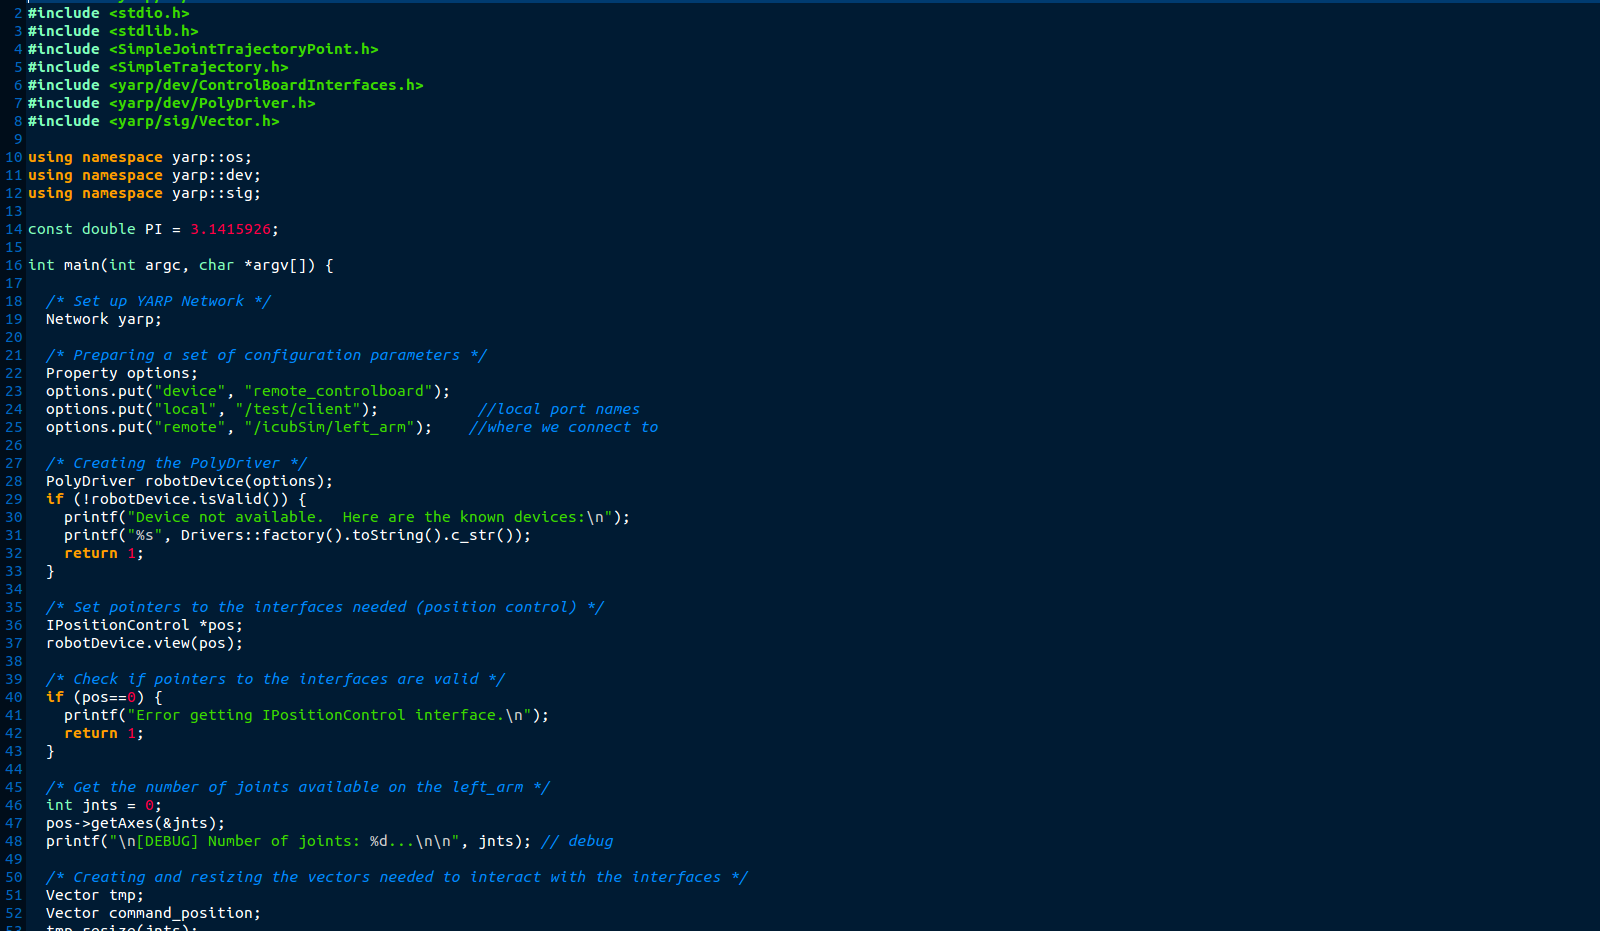 2 #include <stdio.h>
3 #include <stdlib.h>
4 #include <SimpleJointTrajectoryPoint.h>
5 #include <SimpleTrajectory.h>
6 #include <yarp/dev/ControlBoardInterfaces.h>
7 #include <yarp/dev/PolyDriver.h>
8 #include <yarp/sig/Vector.h>
9
10 using namespace yarp::os;
11 using namespace yarp::dev;
12 using namespace yarp::sig;
13
14 const double PI = 3.1415926;
15
16 int main(int argc, char *argv[]) {
17
18   /* Set up YARP Network */
19   Network yarp;
20
21   /* Preparing a set of configuration parameters */
22   Property options;
23   options.put("device", "remote_controlboard");
24   options.put("local", "/test/client");           //local port names
25   options.put("remote", "/icubSim/left_arm");    //where we connect to
26
27   /* Creating the PolyDriver */
28   PolyDriver robotDevice(options);
29   if (!robotDevice.isValid()) {
30     printf("Device not available.  Here are the known devices:\n");
31     printf("%s", Drivers::factory().toString().c_str());
32     return 1;
33   }
34
35   /* Set pointers to the interfaces needed (position control) */
36   IPositionControl *pos;
37   robotDevice.view(pos);
38
39   /* Check if pointers to the interfaces are valid */
40   if (pos==0) {
41     printf("Error getting IPositionControl interface.\n");
42     return 1;
43   }
44
45   /* Get the number of joints available on the left_arm */
46   int jnts = 0;
47   pos->getAxes(&jnts);
48   printf("\n[DEBUG] Number of joints: %d...\n\n", jnts); // debug
49
50   /* Creating and resizing the vectors needed to interact with the interfaces */
51   Vector tmp;
52   Vector command_position;
53   tmp.resize(jnts);